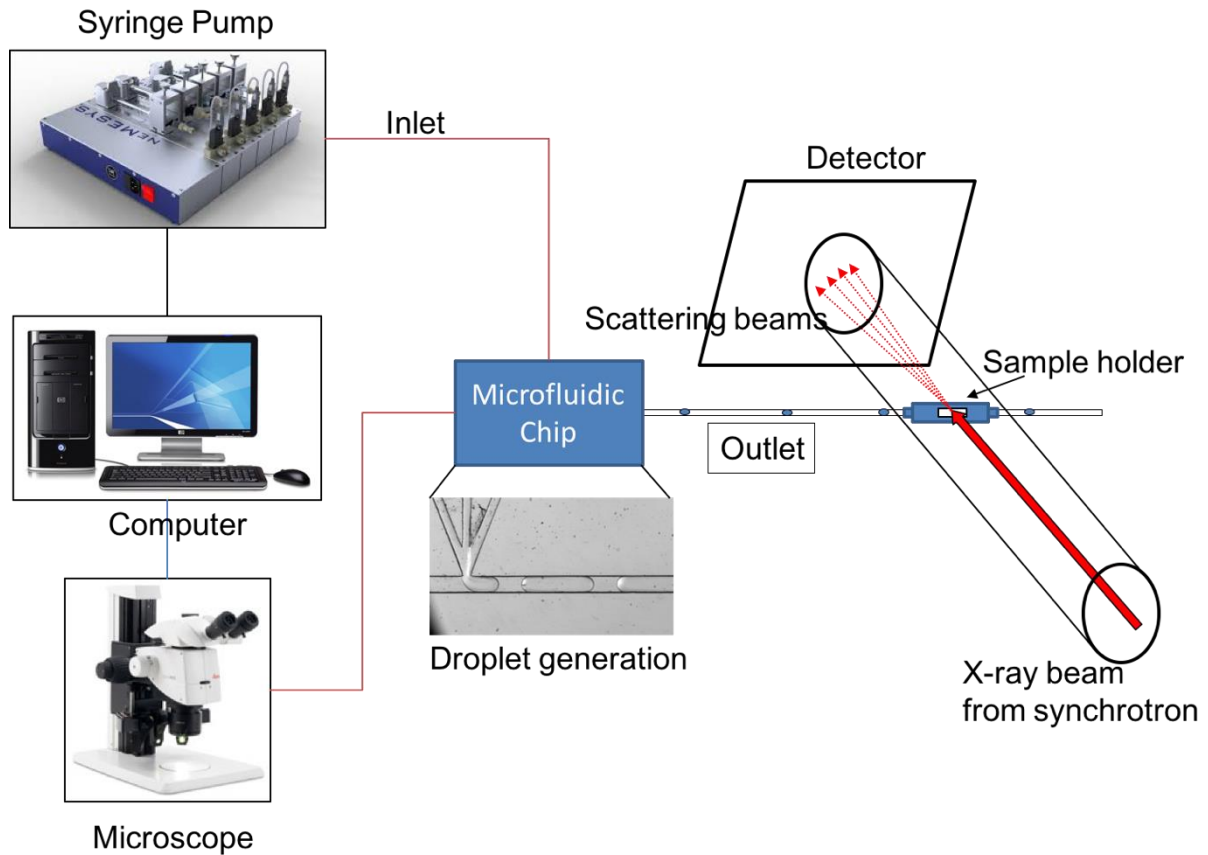 Syringe Pump
NEMESYS
Inlet
Detector
Scattering beams
Sample holder
Microfluidic
Chip
Outlet
Computer
Droplet generation
X-ray beam
from synchrotron
Microscope